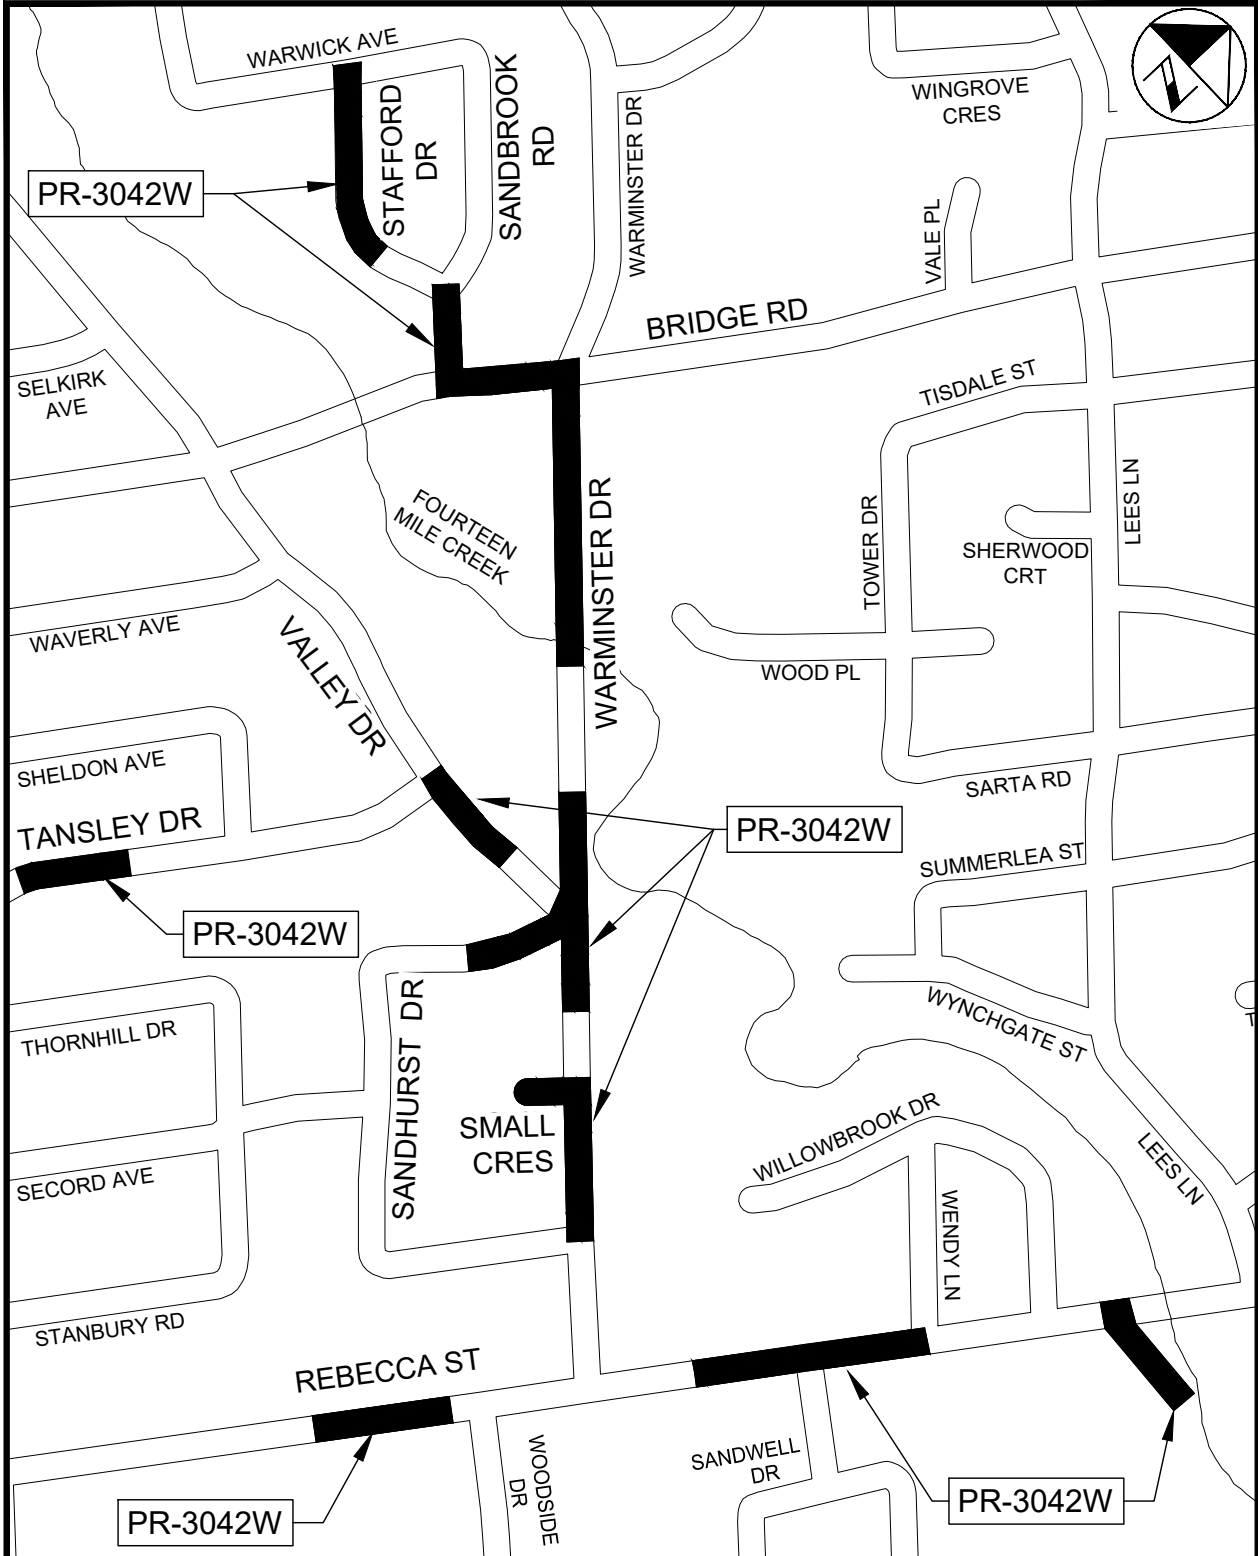 WARWICK AVE
STAFFORD
DR
SANDBROOK
RD
WARMINSTER DR
WINGROVE
CRES
PR-3042W
VALE PL
BRIDGE RD
SELKIRK
AVE
TISDALE ST
LEES LN
FOURTEEN
MILE CREEK
WARMINSTER DR
TOWER DR
SHERWOOD
CRT
WAVERLY AVE
VALLEY DR
WOOD PL
SHELDON AVE
SARTA RD
TANSLEY DR
PR-3042W
SUMMERLEA ST
PR-3042W
SANDHURST DR
WYNCHGATE ST
T
THORNHILL DR
SMALL
CRES
WILLOWBROOK DR
LEES LN
SECORD AVE
WENDY LN
STANBURY RD
REBECCA ST
WOODSIDE
DR
SANDWELL
DR
PR-3042W
PR-3042W